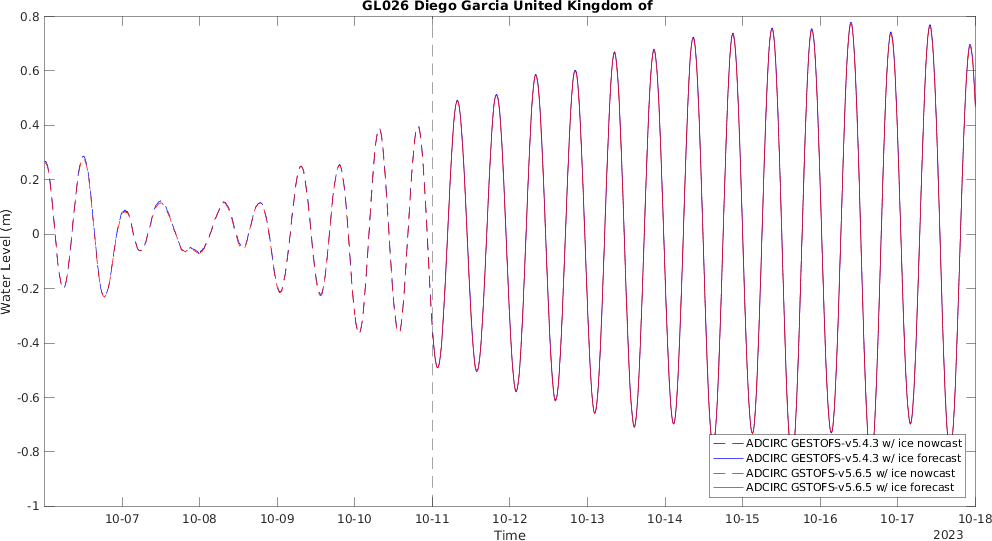 GL026 Diego Garcia United Kingdom of
0.8
0.6
0.4
0.2
0
-0.2
-0.4
-0.6
-0.8
-1
Water Level (m)
ADCIRC GESTOFS-v5.4.3 w/ ice nowcast
ADCIRC GESTOFS-v5.4.3 w/ ice forecast
ADCIRC GSTOFS-v5.6.5 w/ ice nowcast
ADCIRC GSTOFS-v5.6.5 w/ ice forecast
10-07 10-08 10-09 10-10 10-11 10-12 10-13 10-14 10-15 10-16 10-17 10-18
Time
2023